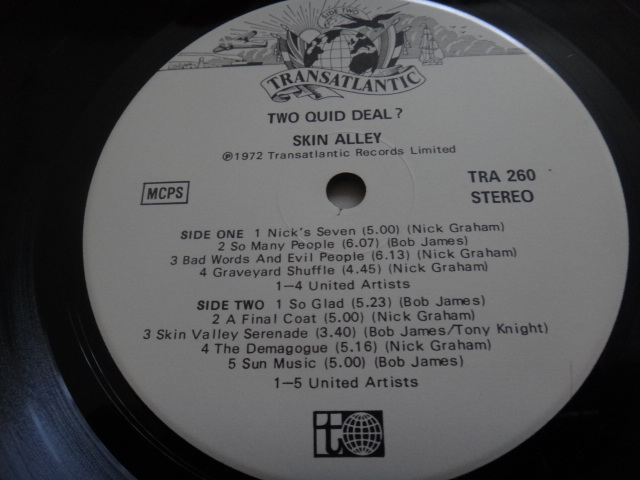 SIDE TWO
TRANSATLANTIC
TWO QUID DEAL?
SKIN ALLEY
℗1972 Transatlantic Records Limited
TRA 260
MCPS
STEREO
SIDE ONE 1 Nick's Seven (5.00) (Nick Graham)
2 So Many People (6.07) (Bob James)
3 Bad Words And Evil People (6.13) (Nick Graham)
4 Graveyard Shuffle (4.45) (Nick Graham)
1—4 United Artists
SIDE TWO 1 So Glad (5.23) (Bob James)
2 A Final Coat (5.00) (Nick Graham)
3 Skin Valley Serenade (3.40) (Bob James/Tony Knight)
4 The Demagogue (5.16) (Nick Graham)
5 Sun Music (5.00) (Bob James)
1—5 United Artists